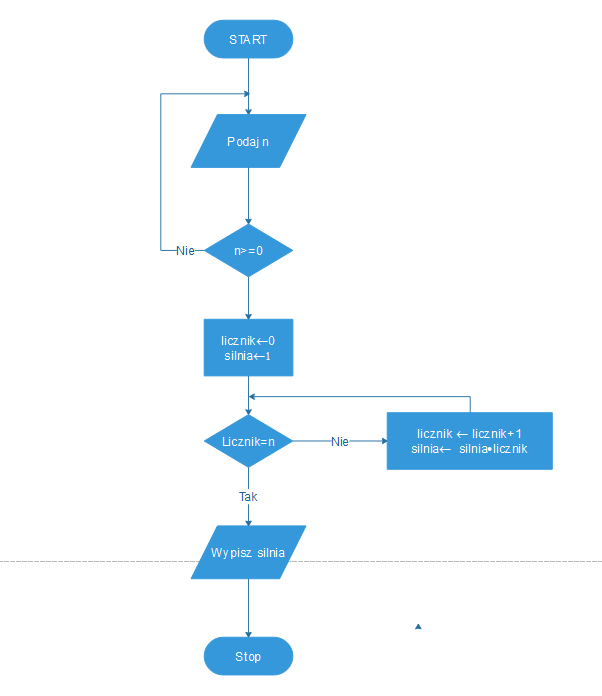 START
Podaj n
n>=0
Nie
licznik←0
silnia←1
Licznik=n
Nie
licznik ← licznik+1
silnia← silnia•licznik
Tak
Wypisz silnia
Stop